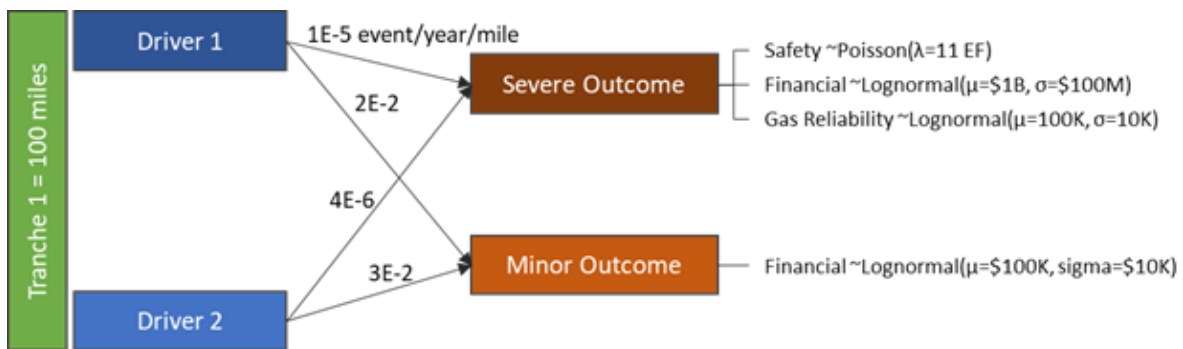 Tranche 1 = 100 miles
Driver 1
1E-5 event/year/mile
2E-2
4E-6
3E-2
Driver 2
Severe Outcome
Safety ~Poisson(λ=11 EF)
Financial ~Lognormal(μ=$1B, σ=$100M)
Gas Reliability ~Lognormal(μ=100K, σ=10K)
Minor Outcome
Financial ~Lognormal(μ=$100K, sigma=$10K)